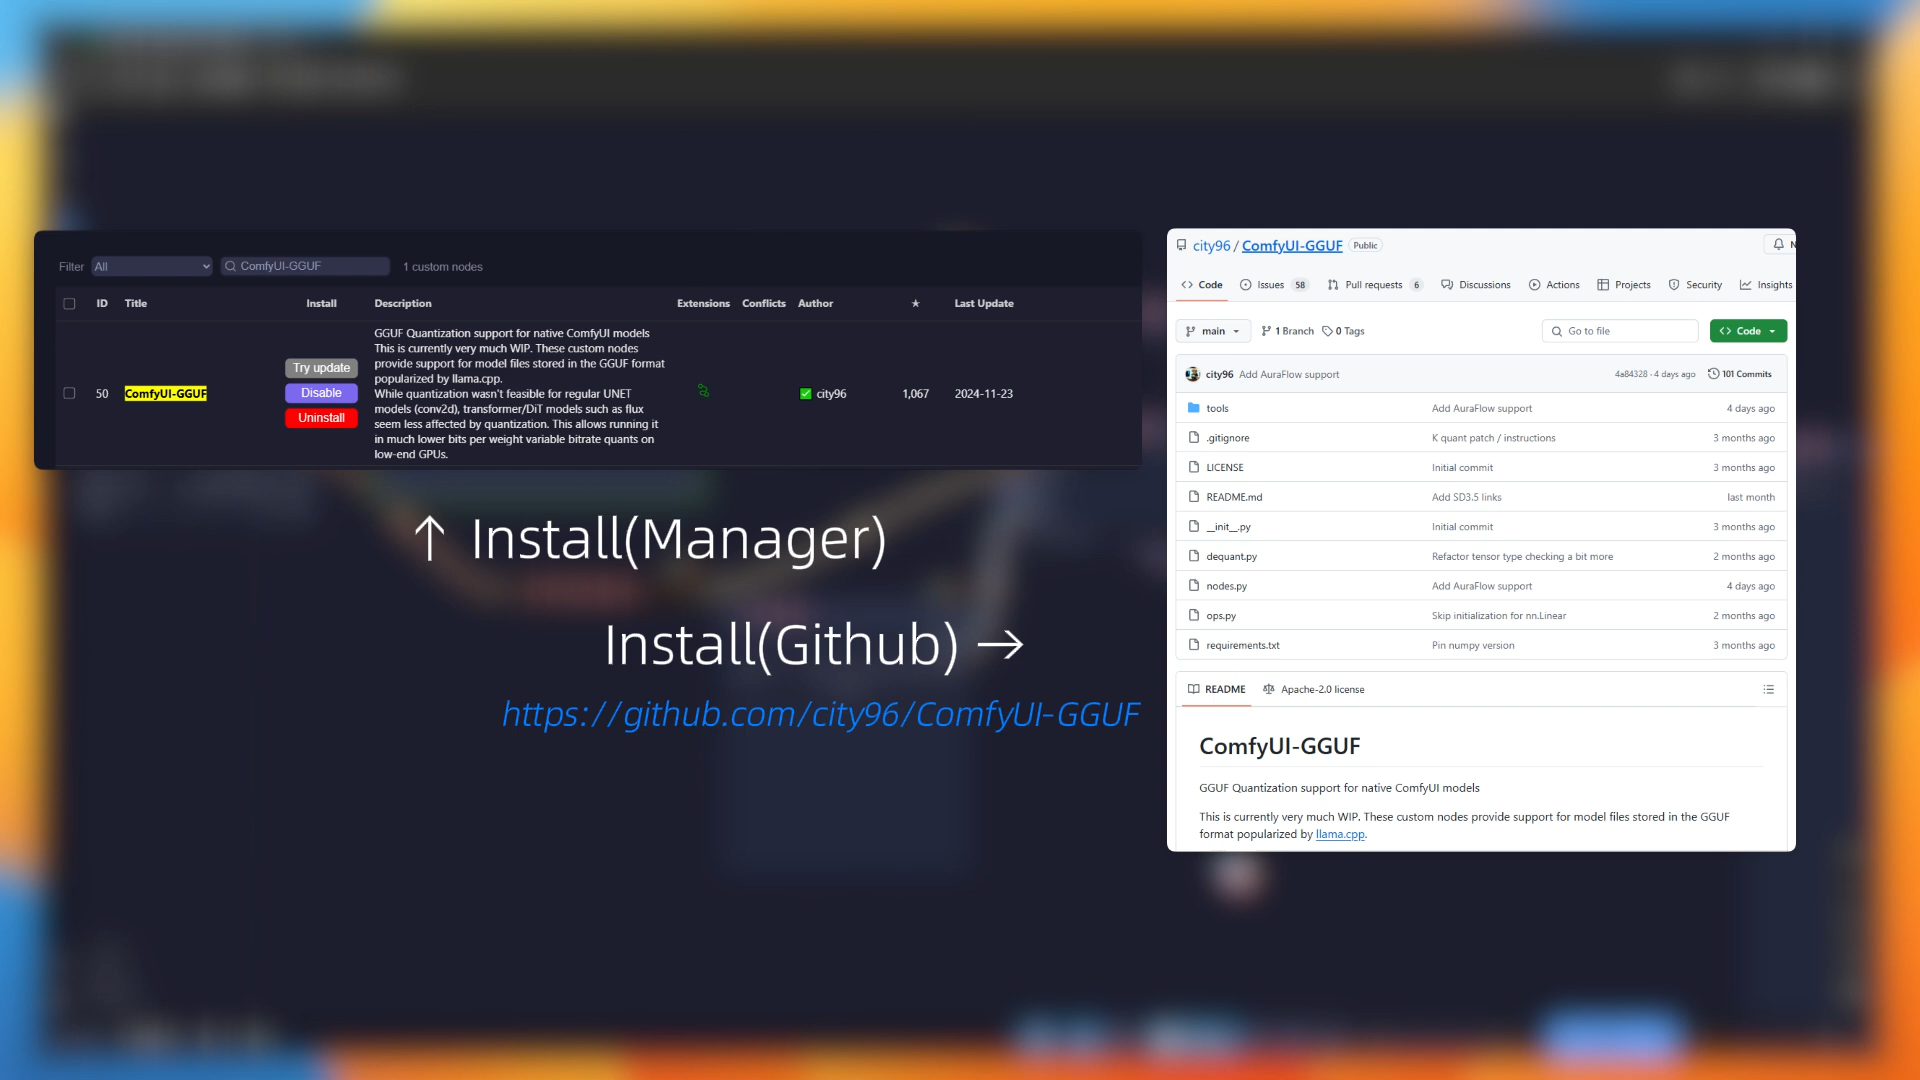 Filter All ComfyUI-GGUF 1 custom nodes
ID Title Install Description Extensions Conflicts Author ★ Last Update
50 ComfyUI-GGUF
Try update
Disable
Uninstall
GGUF Quantization support for native ComfyUI models
This is currently very much WIP. These custom nodes
provide support for model files stored in the GGUF format
popularized by llama.cpp.
While quantization wasn't feasible for regular UNET
models (conv2d), transformer/DiT models such as flux
seem less affected by quantization. This allows running it
in much lower bits per weight variable bitrate quants on
low-end GPUs.
✅ city96 1,067 2024-11-23
↑ Install(Manager)
Install(Github) →
https://github.com/city96/ComfyUI-GGUF
city96 / ComfyUI-GGUF Public N
Code Issues 58 Pull requests 6 Discussions Actions Projects Security Insights
main 1 Branch 0 Tags Go to file Code
city96 Add AuraFlow support 4a84328 · 4 days ago 101 Commits
tools Add AuraFlow support 4 days ago
.gitignore K quant patch / instructions 3 months ago
LICENSE Initial commit 3 months ago
README.md Add SD3.5 links last month
__init__.py Initial commit 3 months ago
dequant.py Refactor tensor type checking a bit more 2 months ago
nodes.py Add AuraFlow support 4 days ago
ops.py Skip initialization for nn.Linear 2 months ago
requirements.txt Pin numpy version 3 months ago
README Apache-2.0 license
ComfyUI-GGUF
GGUF Quantization support for native ComfyUI models
This is currently very much WIP. These custom nodes provide support for model files stored in the GGUF
format popularized by llama.cpp.